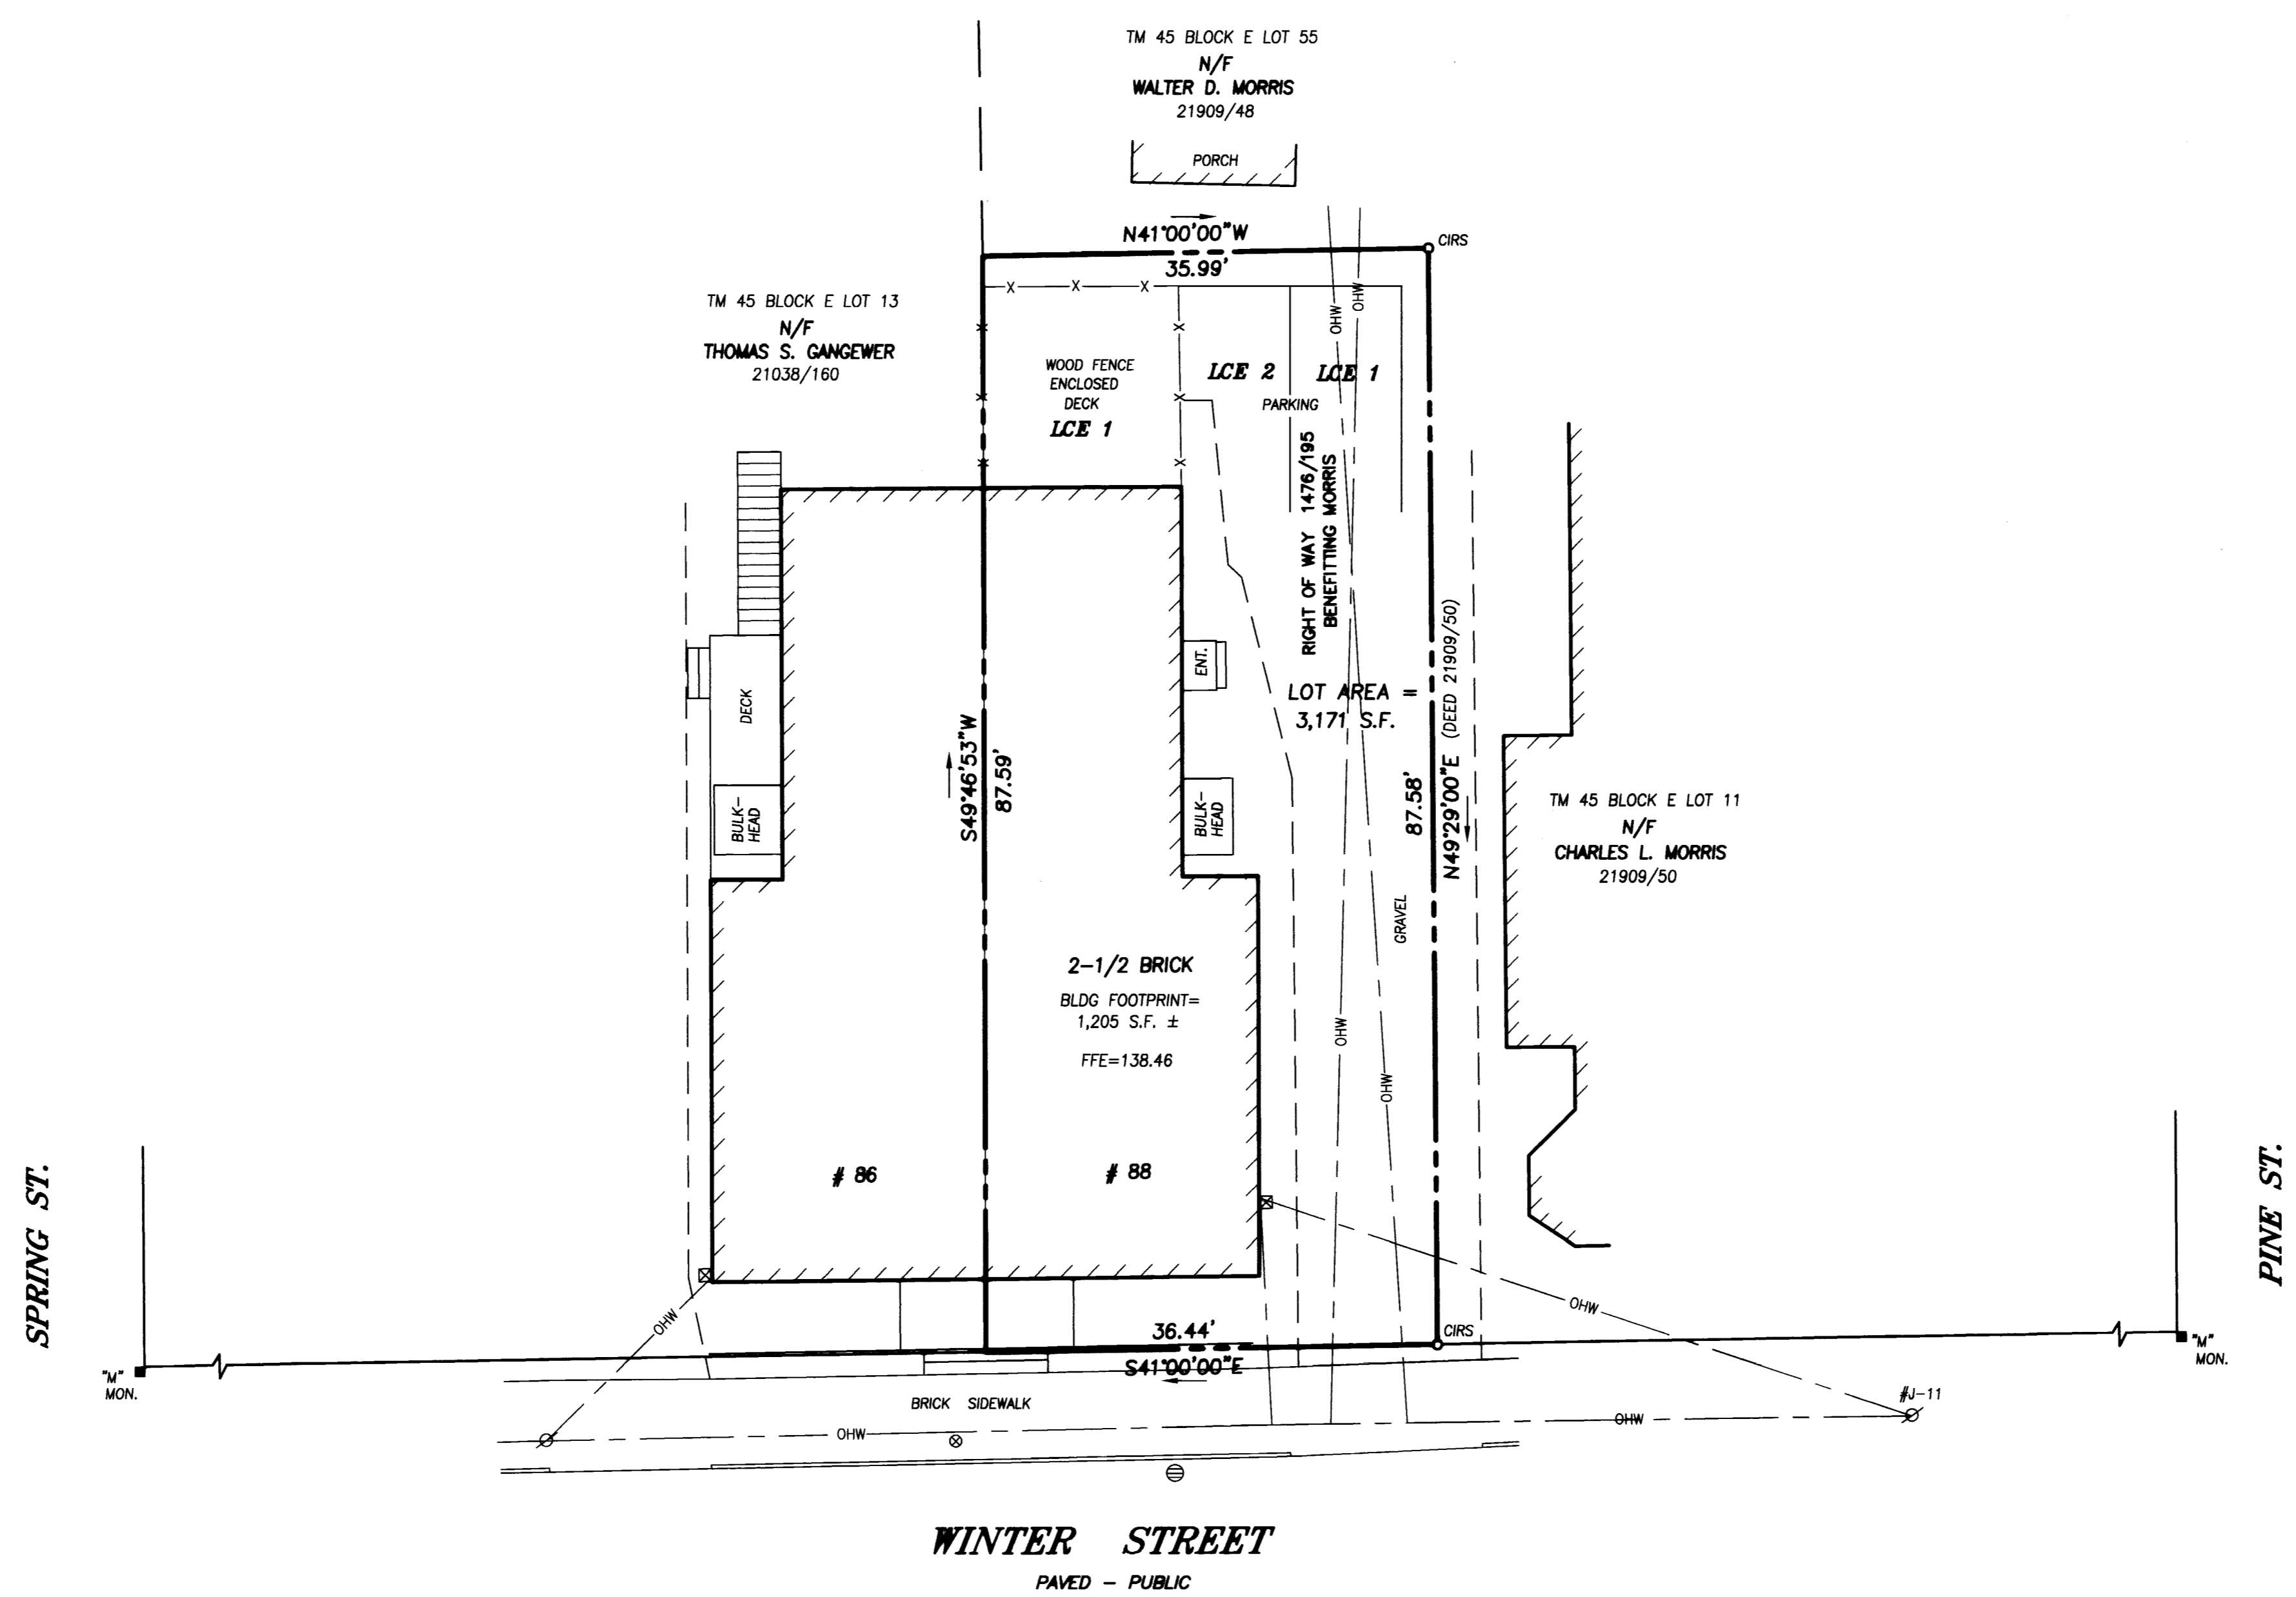 TM 45 BLOCK E LOT 55
N/F
WALTER D. MORRIS
21909/48
PORCH
N41°00'00"W
35.99'
CIRS
TM 45 BLOCK E LOT 13
N/F
THOMAS S. GANGEWER
21038/160
WOOD FENCE
ENCLOSED
DECK
LCE 1
LCE 2
LCE 1
PARKING
OHW
OHW
RIGHT OF WAY 1476/195
BENEFITTING MORRIS
ENT.
DECK
BULK-
HEAD
S49°46'53"W
87.59'
BULK-
HEAD
LOT AREA =
3,171 S.F.
87.58'
N49°29'00"E (DEED 21909/50)
TM 45 BLOCK E LOT 11
N/F
CHARLES L. MORRIS
21909/50
GRAVEL
2-1/2 BRICK
BLDG FOOTPRINT=
1,205 S.F. ±
FFE=138.46
OHW
OHW
# 86
# 88
SPRING ST.
PINE ST.
OHW
OHW
36.44'
S41°00'00"E
CIRS
"M"
MON.
"M"
MON.
BRICK SIDEWALK
#J-11
OHW
OHW
WINTER STREET
PAVED - PUBLIC